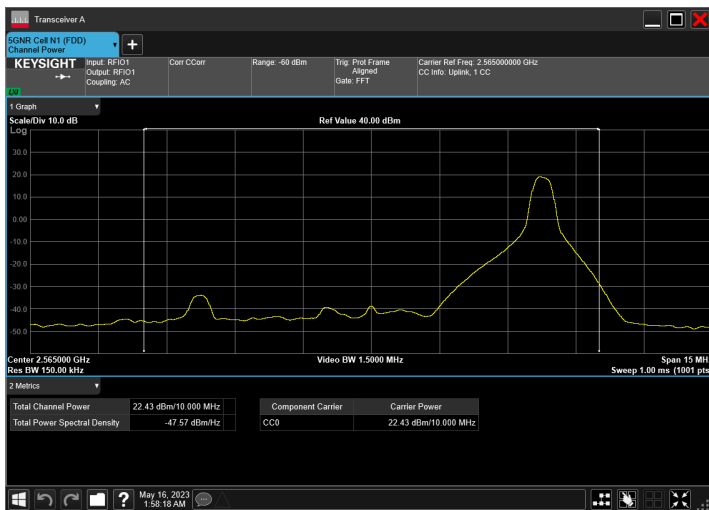 Transceiver A
5GNR Cell N1 (FDD)
Channel Power
KEYSIGHT
Input: RFIO1
Output: RFIO1
Coupling: AC
Corr CCorr
Range: -60 dBm
Trig: Prot Frame
Aligned
Gate: FFT
Carrier Ref Freq: 2.565000000 GHz
CC Info: Uplink, 1 CC
1 Graph
Scale/Div 10.0 dB
Ref Value 40.00 dBm
Log
30.0
20.0
10.0
0.00
-10.0
-20.0
-30.0
-40.0
-50.0
Center 2.565000 GHz
Res BW 150.00 kHz
Video BW 1.5000 MHz
Span 15 MH
Sweep 1.00 ms (1001 pts
2 Metrics
Total Channel Power 22.43 dBm/10.000 MHz
Total Power Spectral Density -47.57 dBm/Hz
Component Carrier Carrier Power
CC0 22.43 dBm/10.000 MHz
?
May 16, 2023
1:58:18 AM